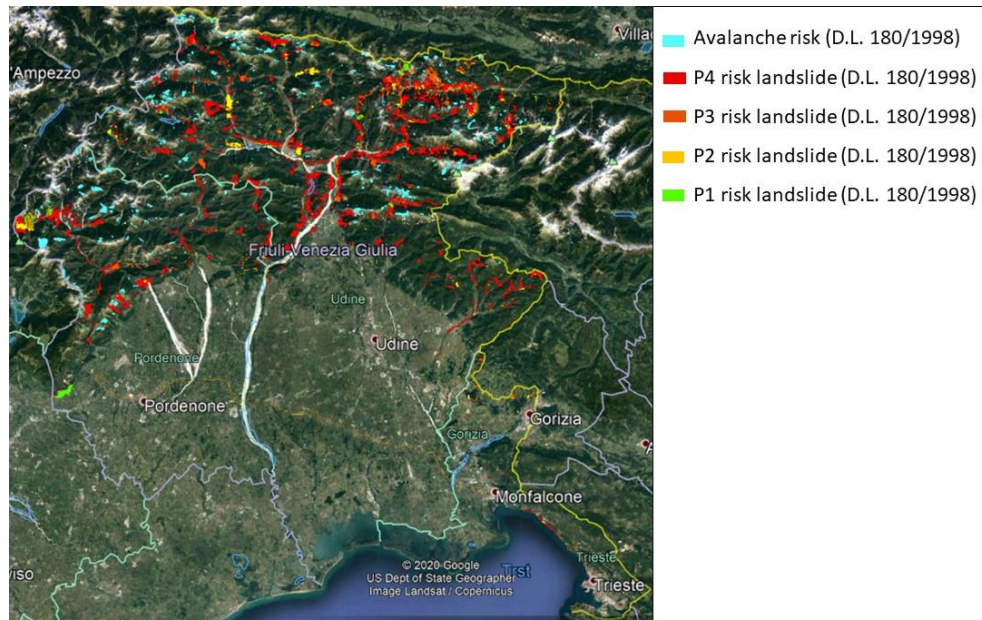 Villa
'Ampezzo
Friuli-Venezia Giulia
Udine
Udine
Pordenone
Pordenone
Gorizia
Gorizia
Monfalcone
© 2020 Google
US Dept of State Geographer
Image Landsat / Copernicus
Trst
Trieste
Trieste
viso
Avalanche risk (D.L. 180/1998)
P4 risk landslide (D.L. 180/1998)
P3 risk landslide (D.L. 180/1998)
P2 risk landslide (D.L. 180/1998)
P1 risk landslide (D.L. 180/1998)